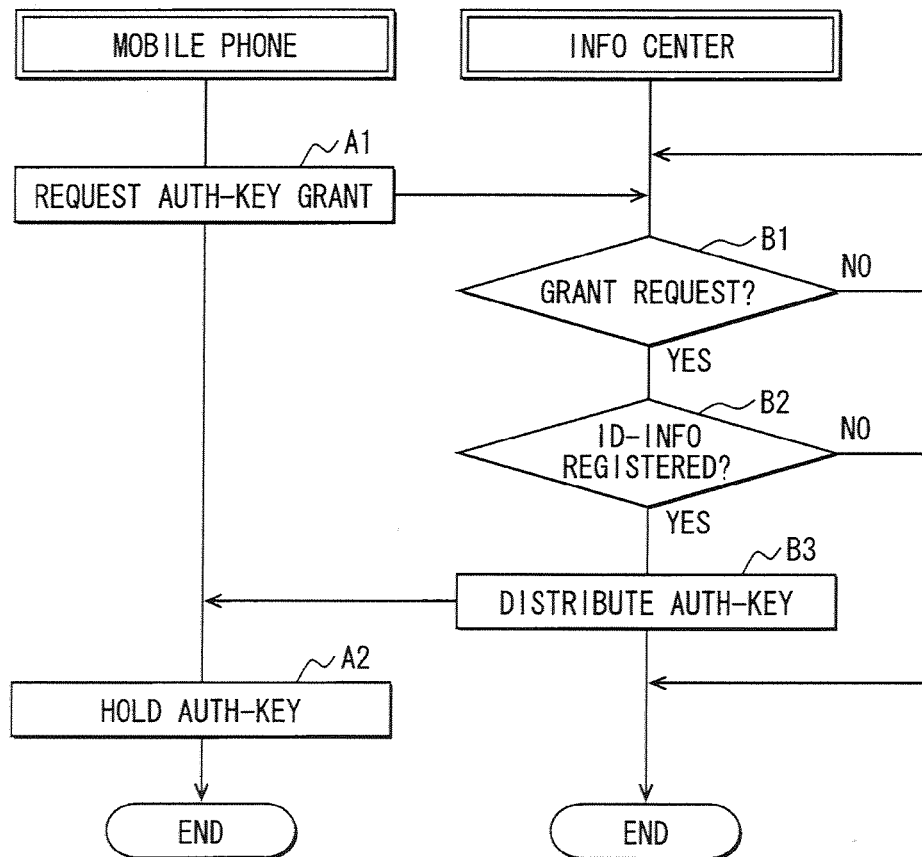 MOBILE PHONE
INFO CENTER
A1
REQUEST AUTH-KEY GRANT
B1
GRANT REQUEST?
NO
YES
B2
ID-INFO
REGISTERED?
NO
YES
B3
DISTRIBUTE AUTH-KEY
A2
HOLD AUTH-KEY
END
END